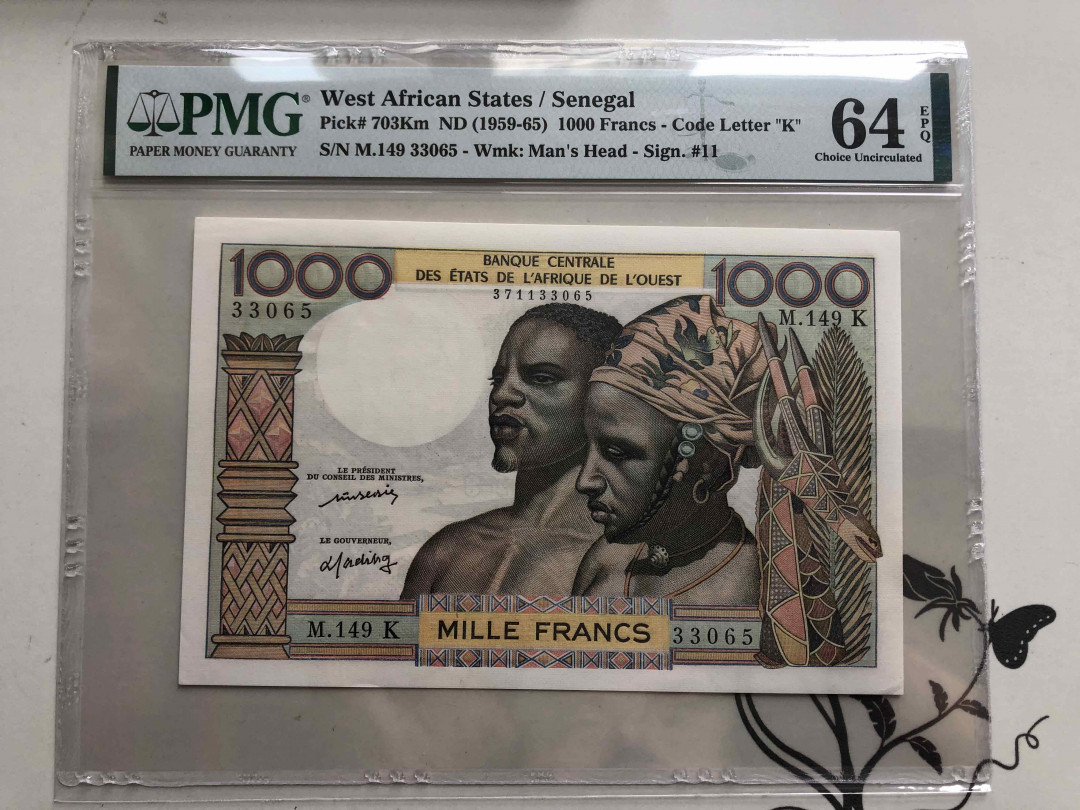 PMG®
PAPER MONEY GUARANTY
West African States / Senegal
Pick# 703Km ND (1959-65) 1000 Francs - Code Letter "K"
S/N M.149 33065 - Wmk: Man's Head - Sign. #11
64 EPQ
Choice Uncirculated
1000
BANQUE CENTRALE
DES ÉTATS DE L'AFRIQUE DE L'OUEST
1000
371133065
33065
M.149 K
LE PRÉSIDENT
DU CONSEIL DES MINISTRES,
LE GOUVERNEUR,
M.149 K
MILLE FRANCS
33065